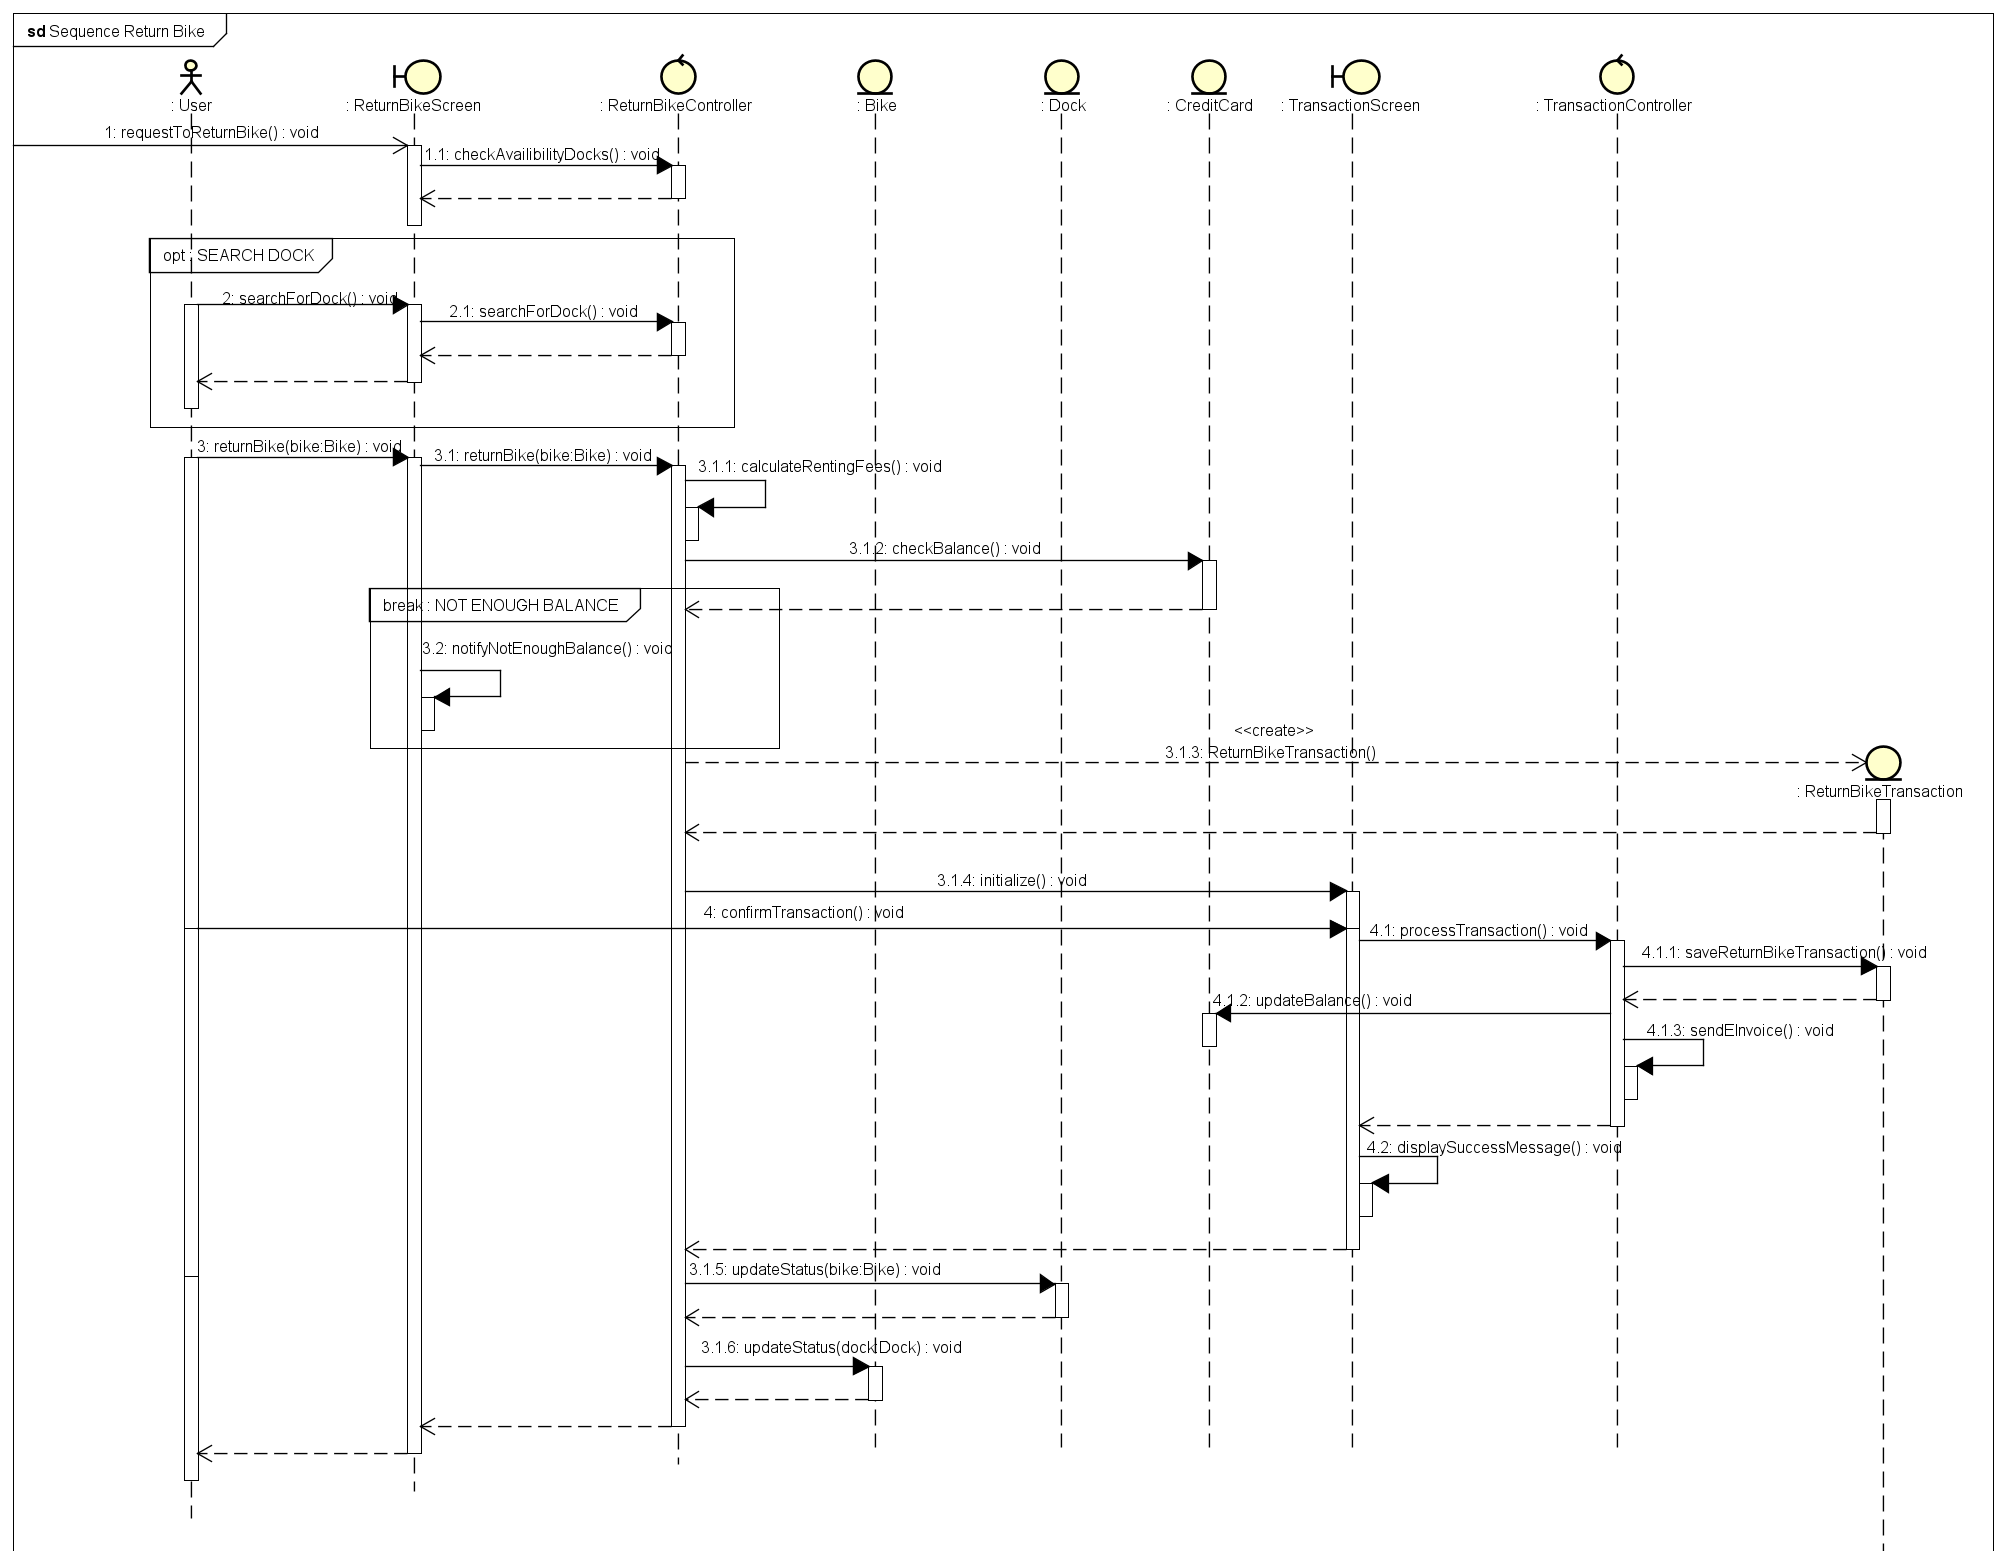 sd Sequence Return Bike
: User
: ReturnBikeScreen
: ReturnBikeController
: Bike
: Dock
: CreditCard
: TransactionScreen
: TransactionController
1: requestToReturnBike() : void
1.1: checkAvailibilityDocks() : void
opt : SEARCH DOCK
2: searchForDock() : void
2.1: searchForDock() : void
3: returnBike(bike:Bike) : void
3.1: returnBike(bike:Bike) : void
3.1.1: calculateRentingFees() : void
3.1.2: checkBalance() : void
break : NOT ENOUGH BALANCE
3.2: notifyNotEnoughBalance() : void
<<create>>
3.1.3: ReturnBikeTransaction()
: ReturnBikeTransaction
3.1.4: initialize() : void
4: confirmTransaction() : void
4.1: processTransaction() : void
4.1.1: saveReturnBikeTransaction() : void
4.1.2: updateBalance() : void
4.1.3: sendEInvoice() : void
4.2: displaySuccessMessage() : void
3.1.5: updateStatus(bike:Bike) : void
3.1.6: updateStatus(dock:Dock) : void